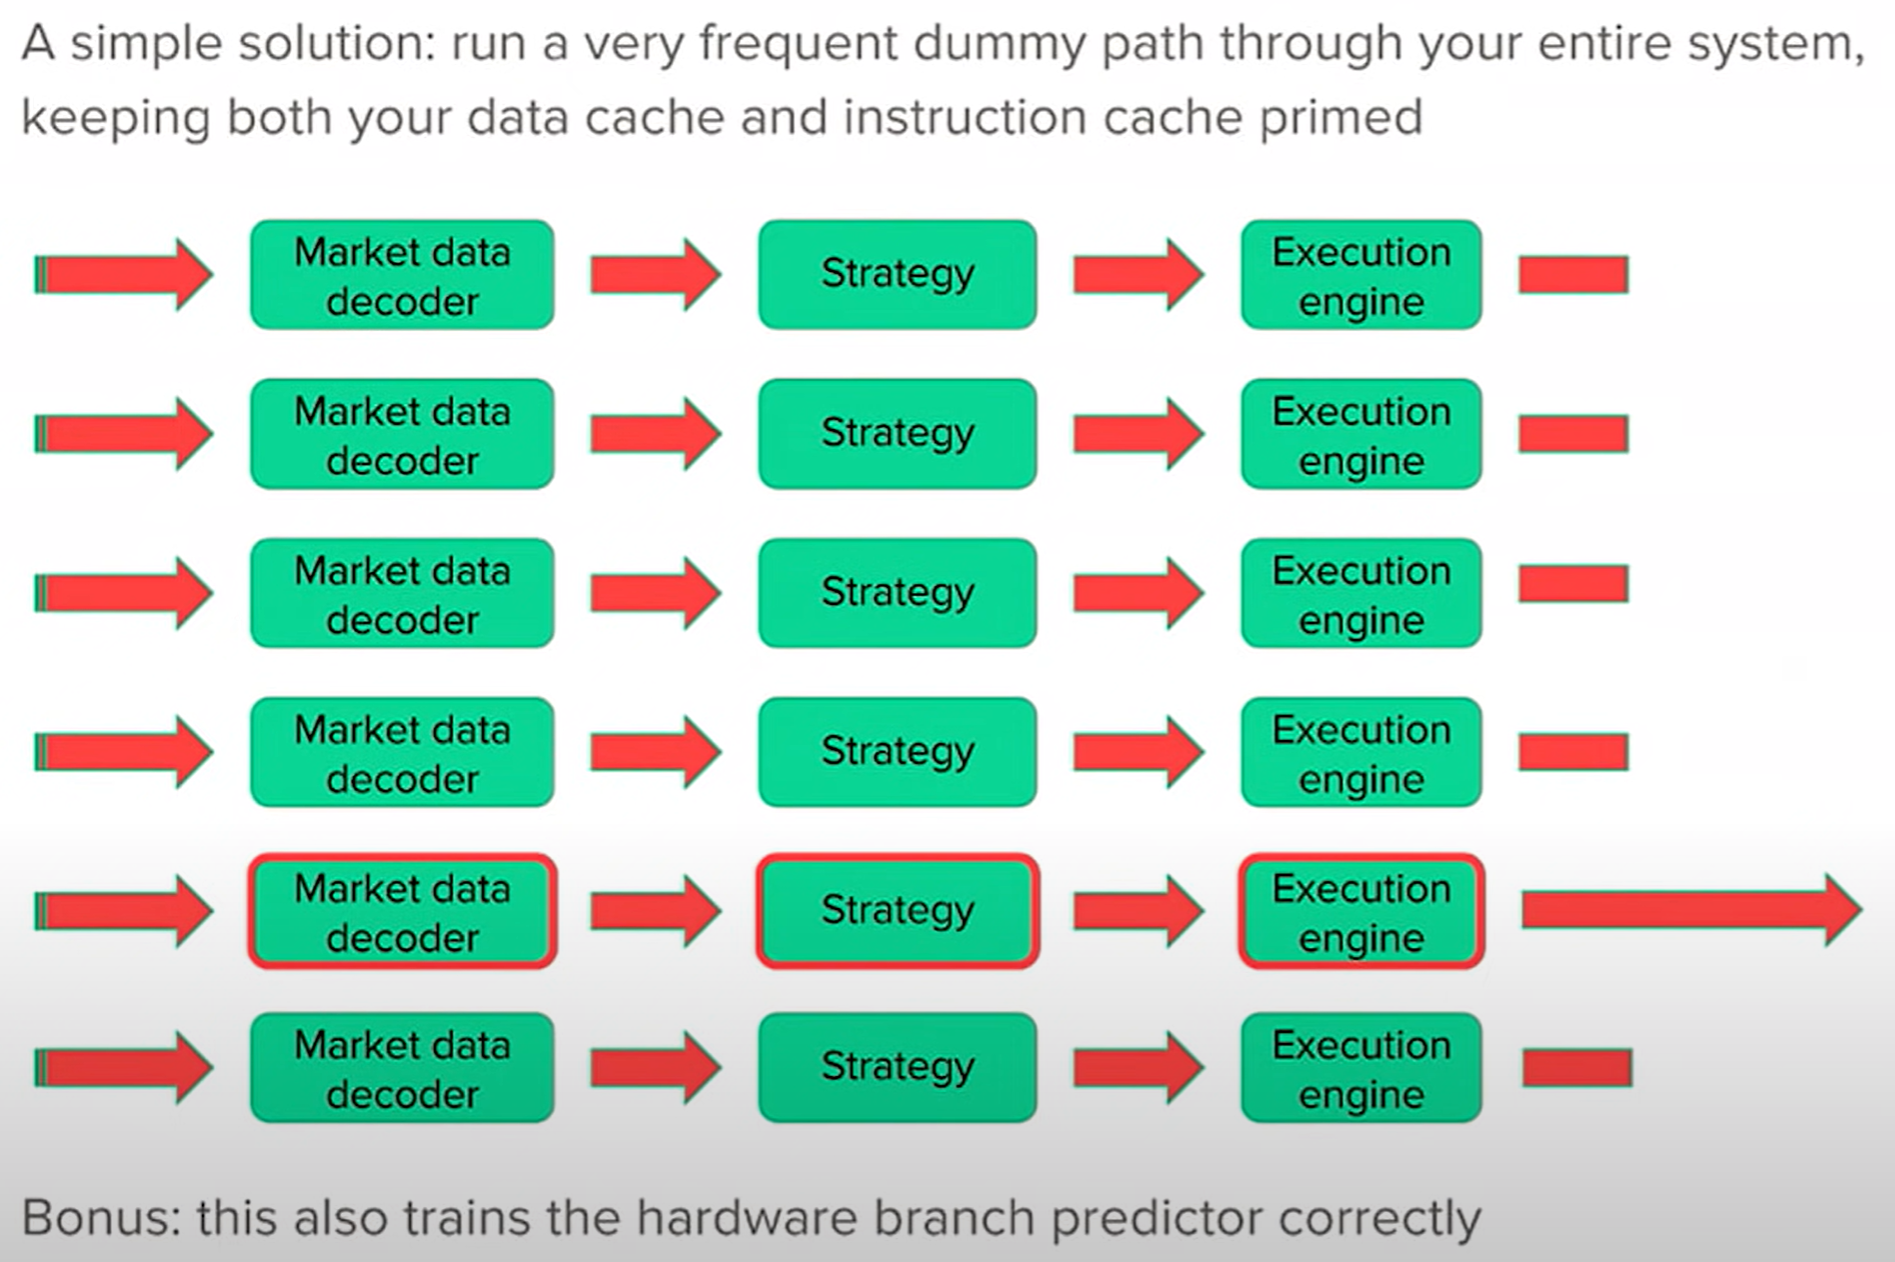 A simple solution: run a very frequent dummy path through your entire system,
keeping both your data cache and instruction cache primed
Market data
decoder
Strategy
Execution
engine
Market data
decoder
Strategy
Execution
engine
Market data
decoder
Strategy
Execution
engine
Market data
decoder
Strategy
Execution
engine
Market data
decoder
Strategy
Execution
engine
Market data
decoder
Strategy
Execution
engine
Bonus: this also trains the hardware branch predictor correctly